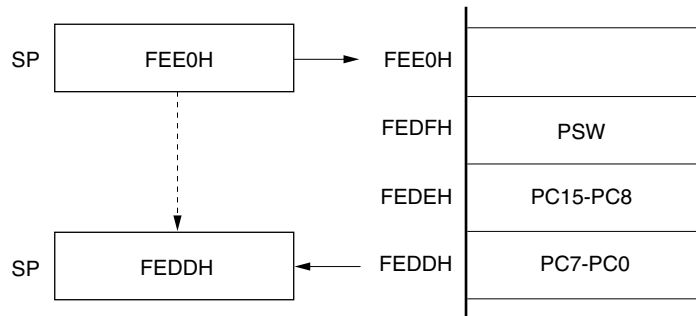 SP FEE0H FEE0H
FEDFH PSW
FEDEH PC15-PC8
SP FEDDH FEDDH PC7-PC0